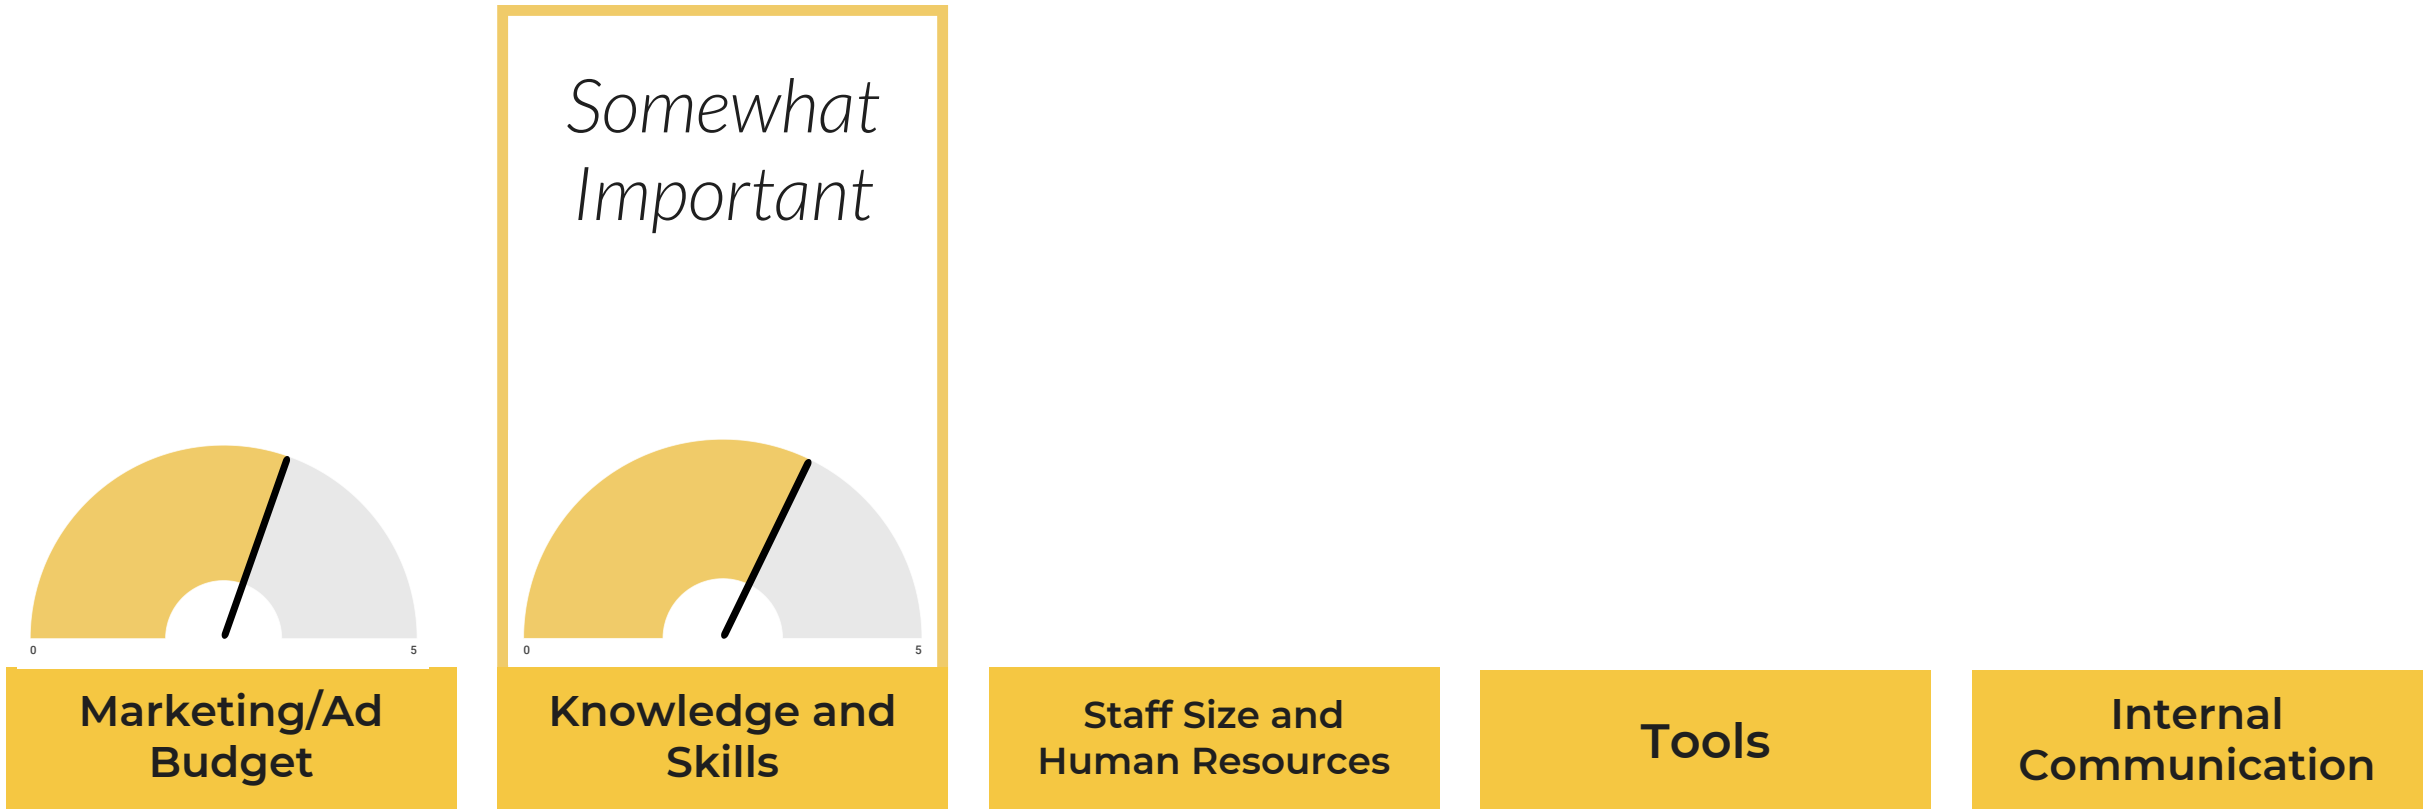 Somewhat
Important
0
5
0
5
Marketing/Ad
Budget
Knowledge and
Skills
Staff Size and
Human Resources
Tools
Internal
Communication